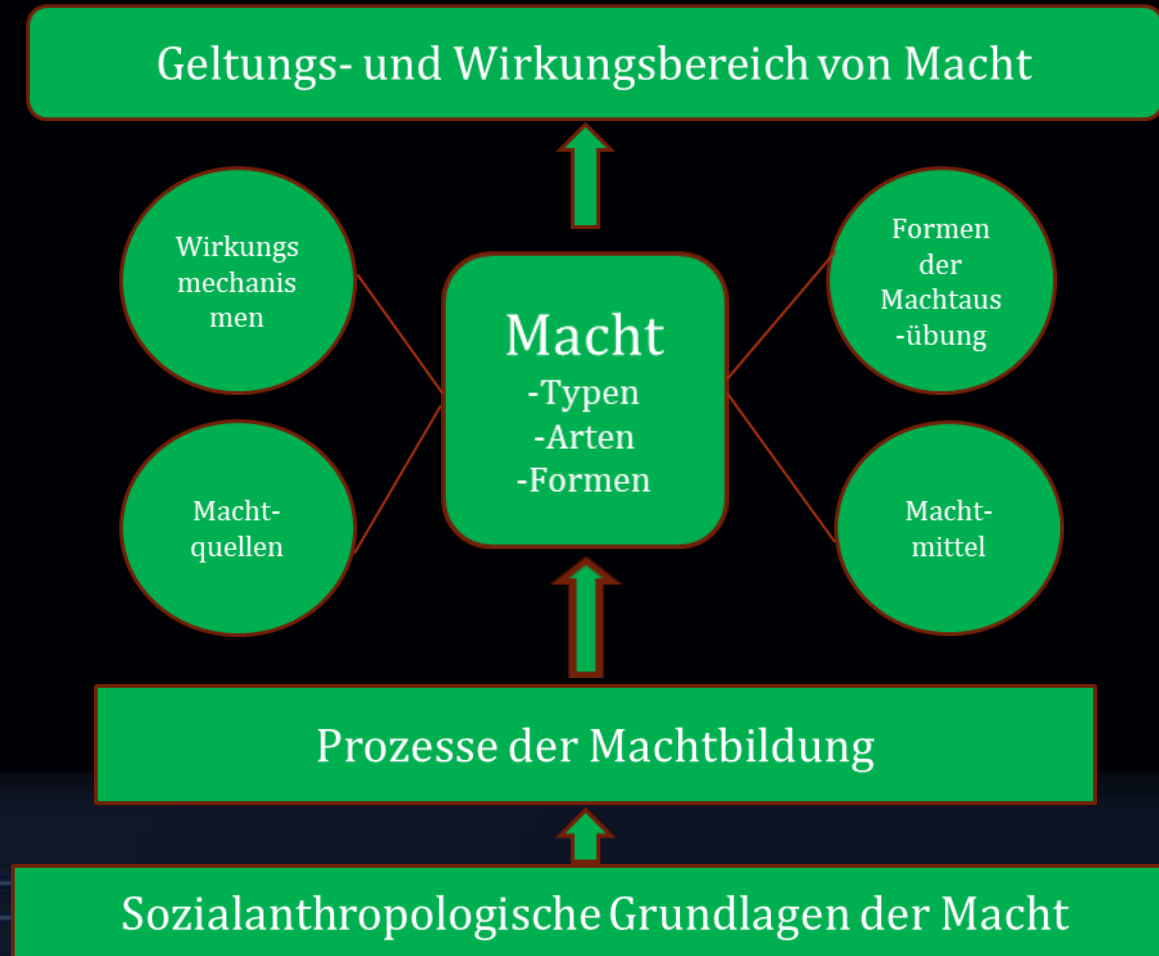 Geltungs- und Wirkungsbereich von Macht
Wirkungs
mechanis
men
Formen
der
Machtaus
-übung
Macht
-Typen
-Arten
-Formen
Macht-
quellen
Macht-
mittel
Prozesse der Machtbildung
Sozialanthropologische Grundlagen der Macht